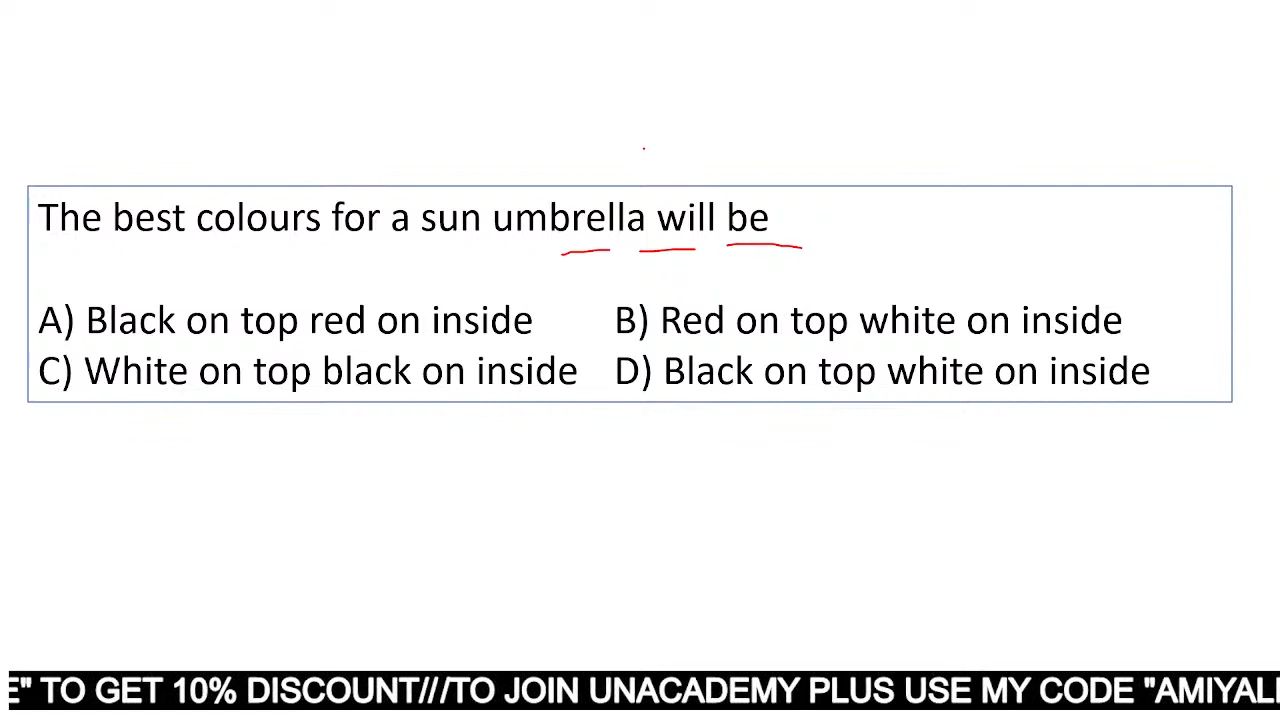 The best colours for a sun umbrella will be
A) Black on top red on inside B) Red on top white on inside
C) White on top black on inside D) Black on top white on inside
E" TO GET 10% DISCOUNT///TO JOIN UNACADEMY PLUS USE MY CODE "AMIYAL